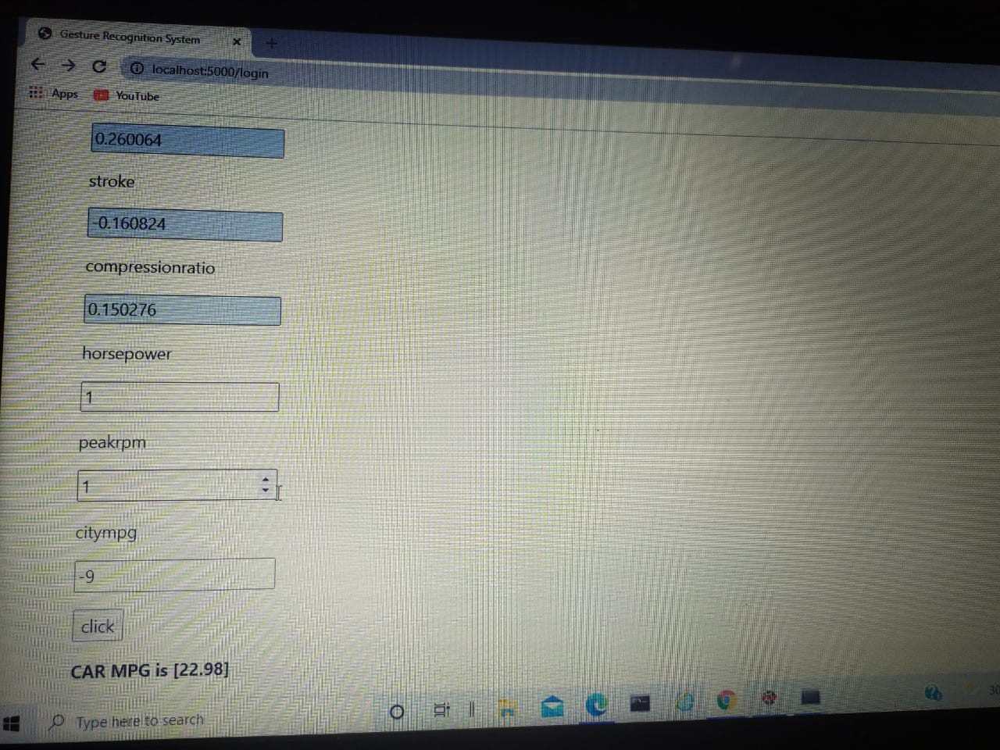 Gesture Recognition System
localhost:5000/login
Apps YouTube
0.260064
stroke
-0.160824
compressionratio
0.150276
horsepower
1
peakrpm
1
citympg
-9
click
CAR MPG is [22.98]
Type here to search
30